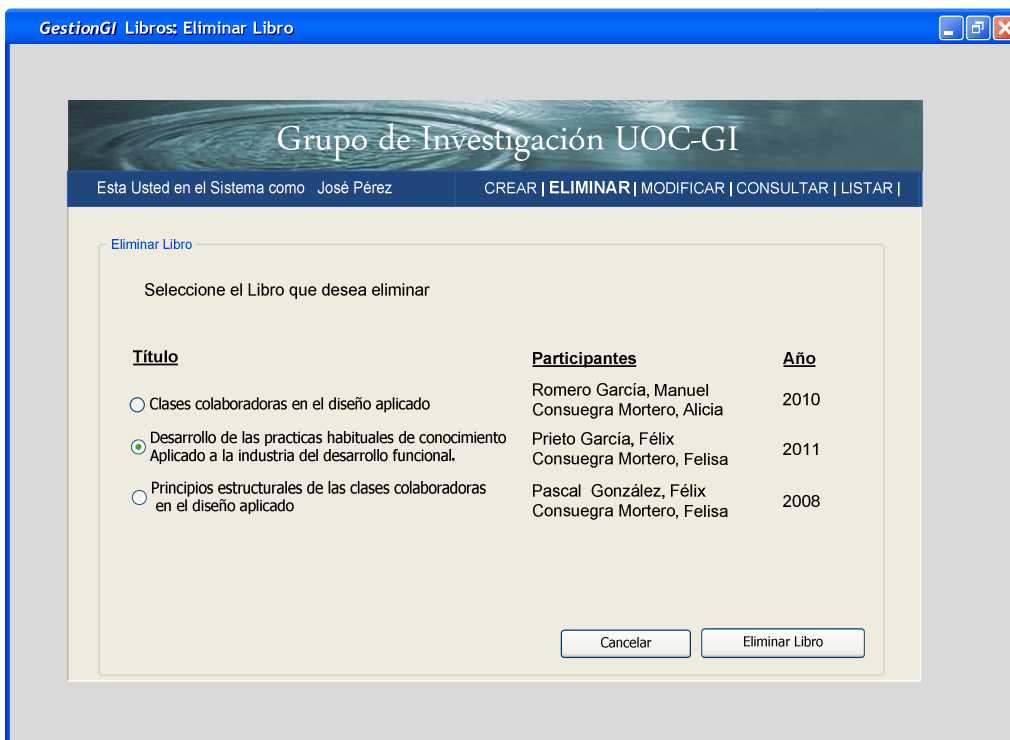 GestionGI Libros: Eliminar Libro
Grupo de Investigación UOC-GI
Esta Usted en el Sistema como José Pérez
CREAR | ELIMINAR | MODIFICAR | CONSULTAR | LISTAR |
Eliminar Libro
Seleccione el Libro que desea eliminar
Título Participantes Año
Clases colaboradoras en el diseño aplicado
Romero García, Manuel
Consuegra Mortero, Alicia
2010
Desarrollo de las practicas habituales de conocimiento
Aplicado a la industria del desarrollo funcional.
Prieto García, Félix
Consuegra Mortero, Felisa
2011
Principios estructurales de las clases colaboradoras
en el diseño aplicado
Pascal González, Félix
Consuegra Mortero, Felisa
2008
Cancelar Eliminar Libro